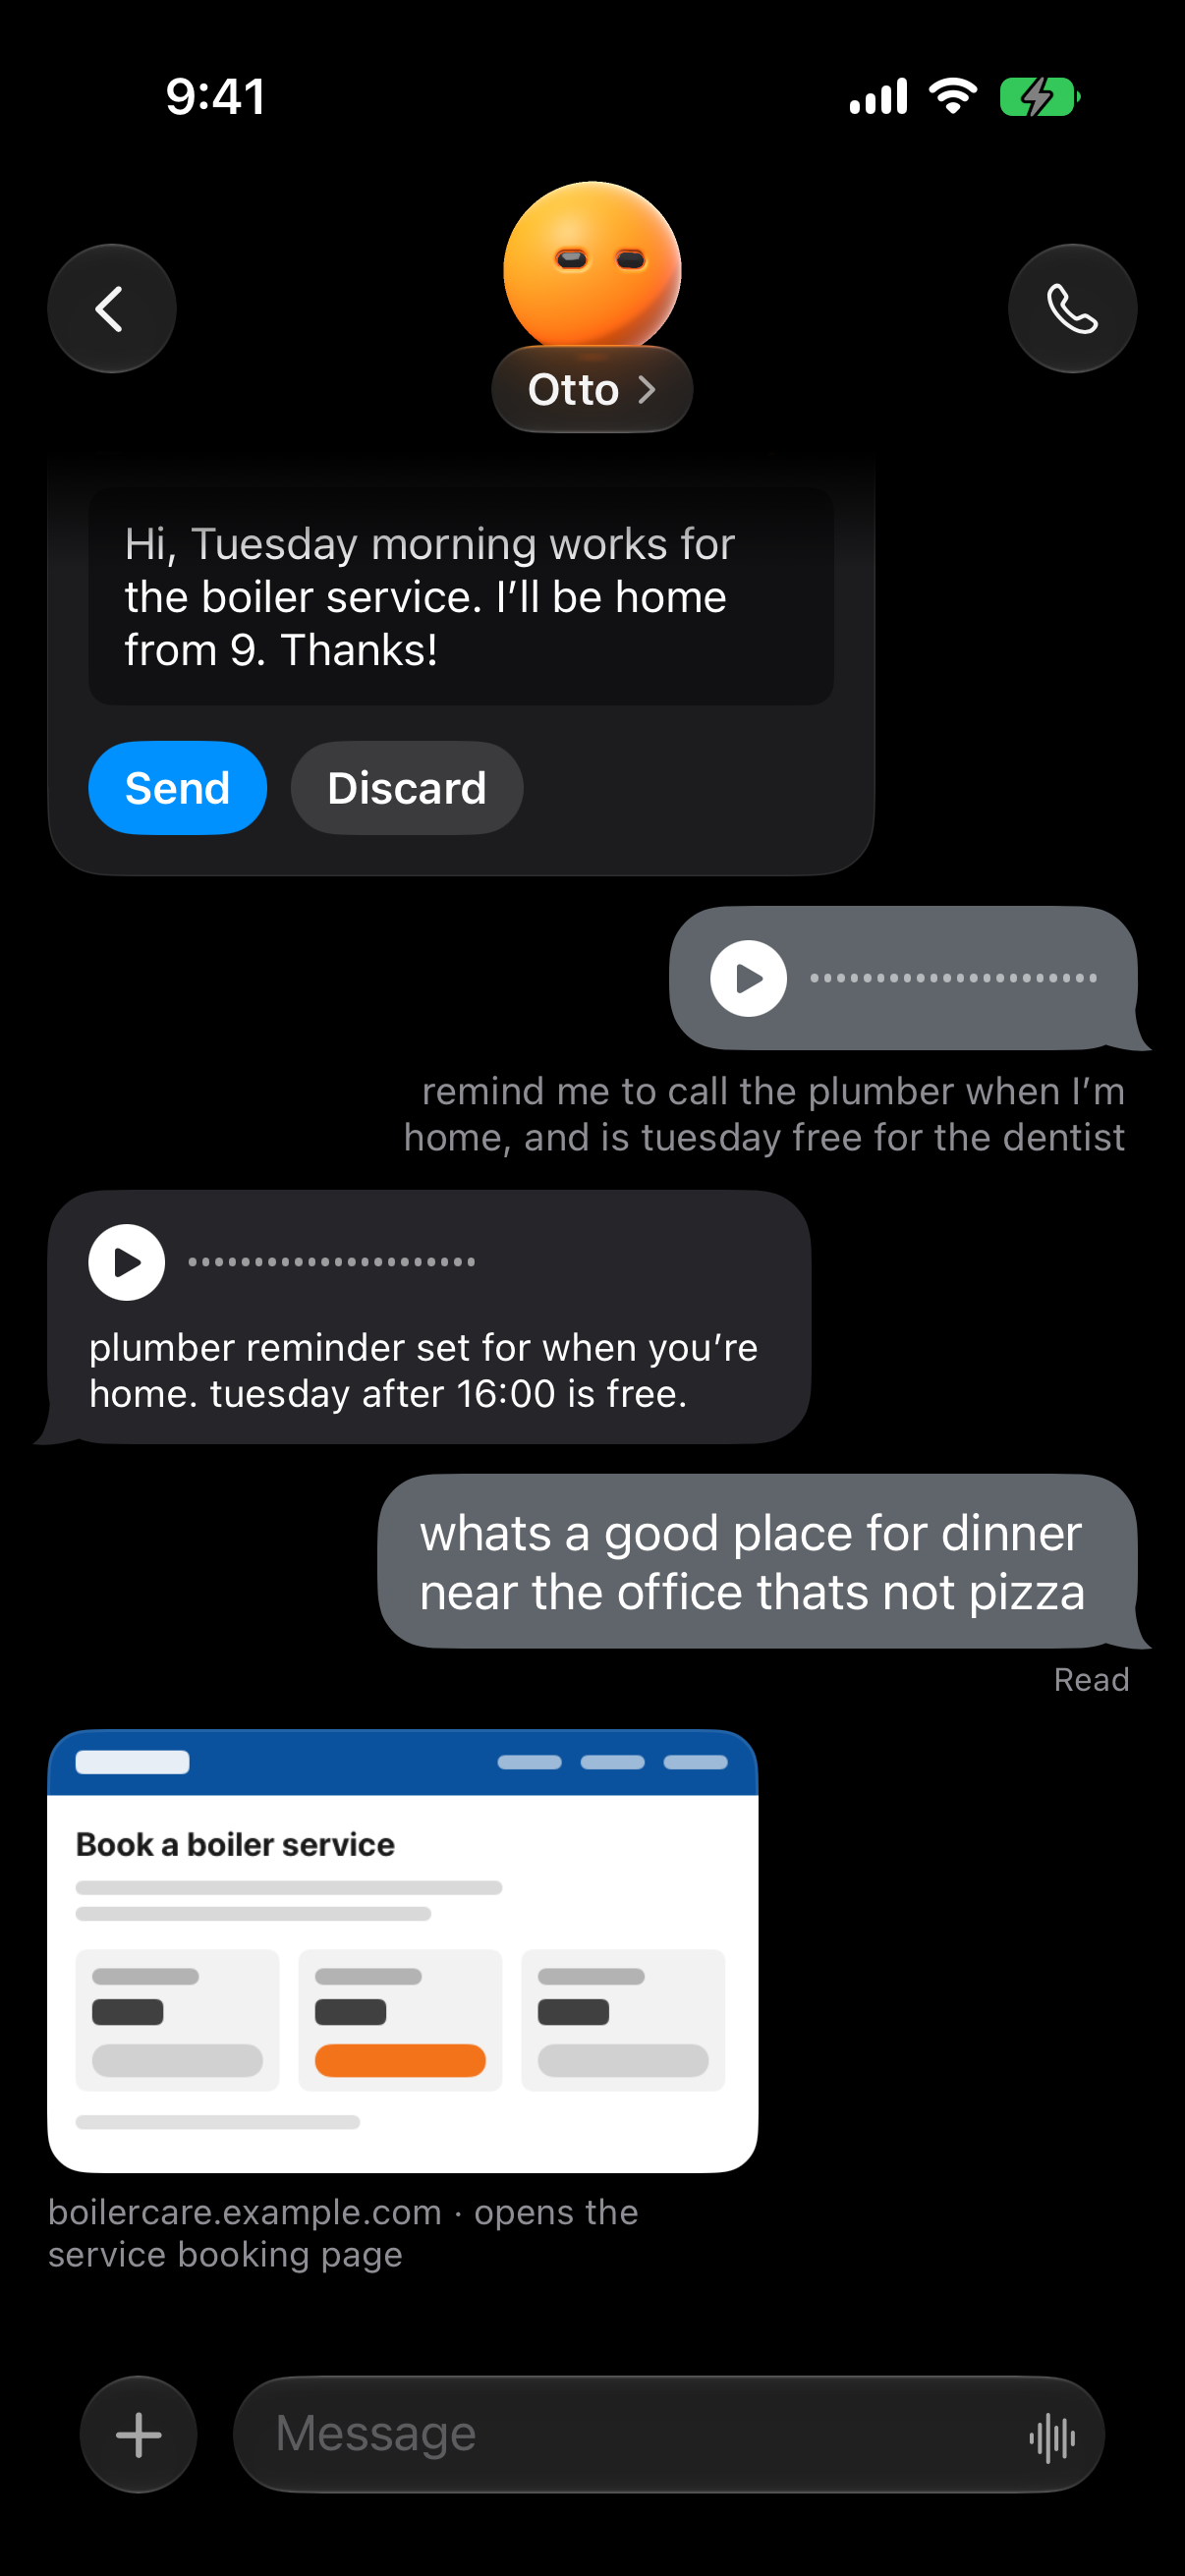 9:41
Otto
Hi, Tuesday morning works for
the boiler service. I’ll be home
from 9. Thanks!
Send
Discard
remind me to call the plumber when I’m
home, and is tuesday free for the dentist
plumber reminder set for when you’re
home. tuesday after 16:00 is free.
whats a good place for dinner
near the office thats not pizza
Read
Book a boiler service
boilercare.example.com · opens the
service booking page
Message